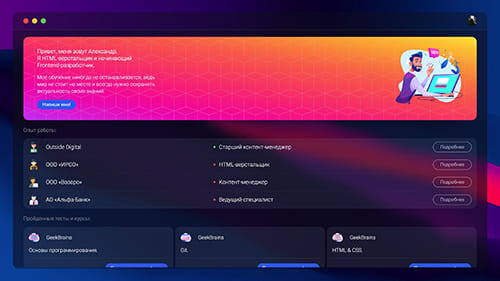 Привет, меня зовут Александр.
Я HTML-верстальщик и начинающий
Frontend-разработчик.
Моё обучение никогда не останавливается, ведь
мир не стоит на месте и всегда нужно сохранять
актуальность своих знаний.
Напиши мне!
Опыт работы:
Outside Digital
Старший контент-менеджер
Подробнее
ООО «ИРСО»
HTML-верстальщик
Подробнее
ООО «Вазеро»
Контент-менеджер
Подробнее
АО «Альфа-Банк»
Ведущий специалист
Подробнее
Пройденные тесты и курсы:
GeekBrains
GeekBrains
GeekBrains
Основы программирования.
Git.
HTML & CSS.